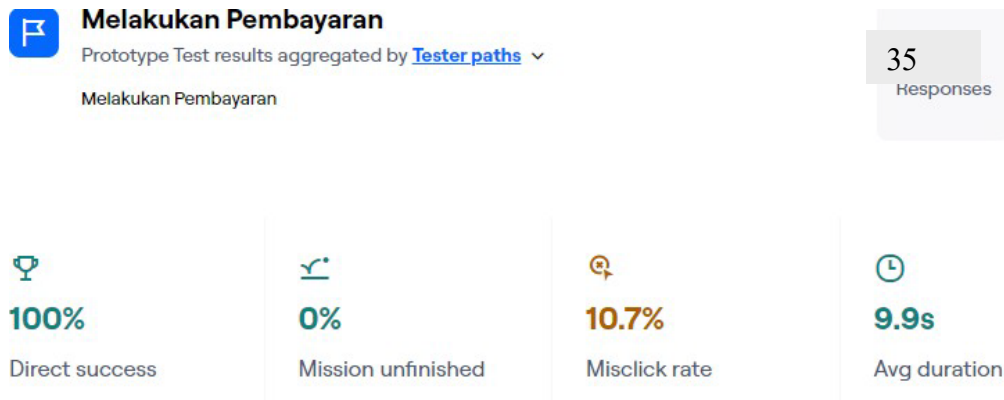 Melakukan Pembayaran
Prototype Test results aggregated by Tester paths
Melakukan Pembayaran
35
Responses
100%
Direct success
0%
Mission unfinished
10.7%
Misclick rate
9.9s
Avg duration